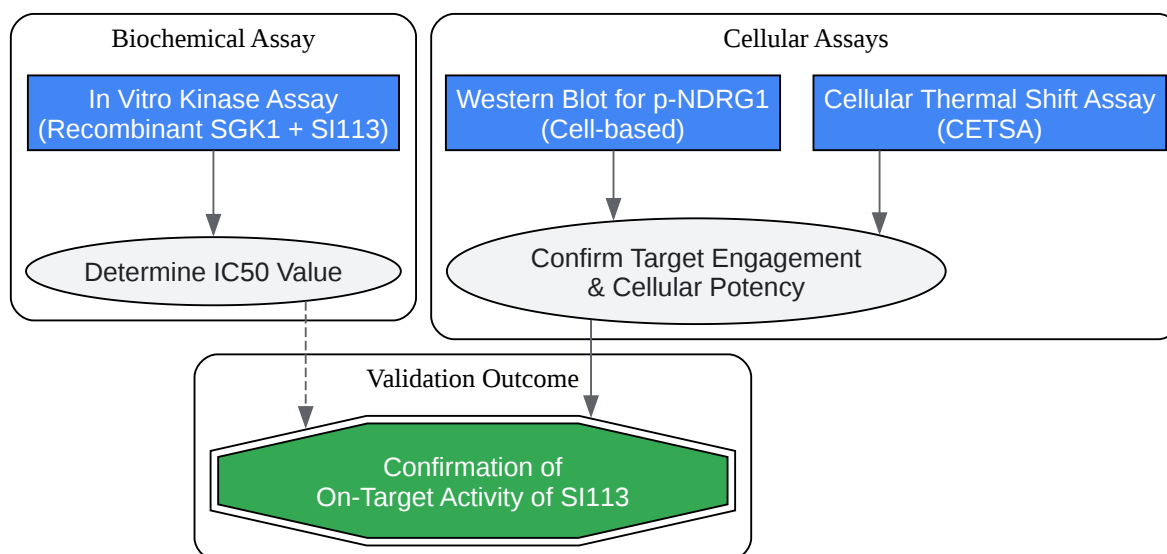 Biochemical Assay
In Vitro Kinase Assay
(Recombinant SGK1 + SI113)
Determine IC50 Value
Cellular Assays
Western Blot for p-NDRG1
(Cell-based)
Cellular Thermal Shift Assay
(CETSA)
Confirm Target Engagement
& Cellular Potency
Validation Outcome
Confirmation of
On-Target Activity of SI113